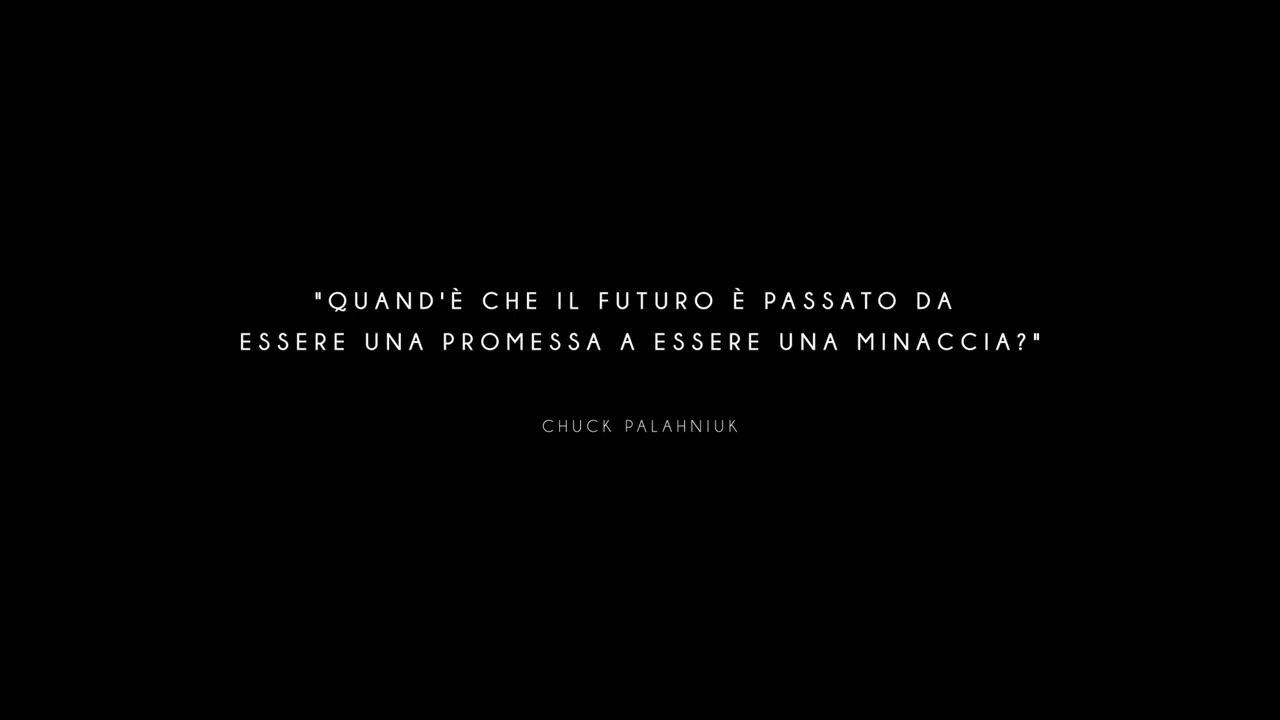 "QUAND'È CHE IL FUTURO È PASSATO DA
ESSERE UNA PROMESSA A ESSERE UNA MINACCIA?"
CHUCK PALAHNIUK